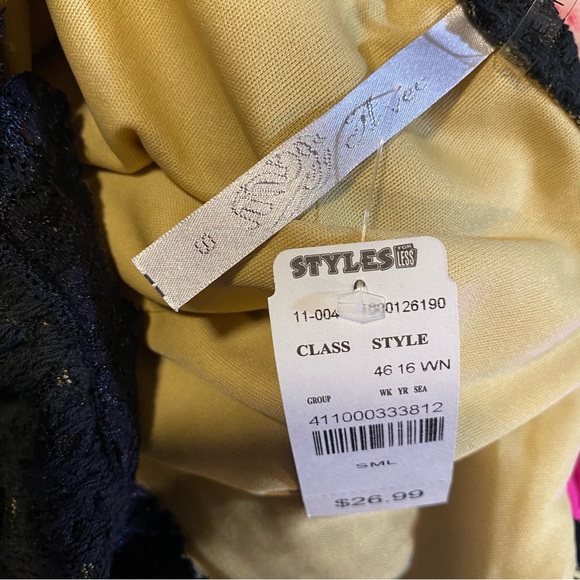 S
STYLES FOR LESS
11-004 1800126190
CLASS STYLE
46 16 WN
GROUP WK YR SEA
411000333812
SML
$26.99